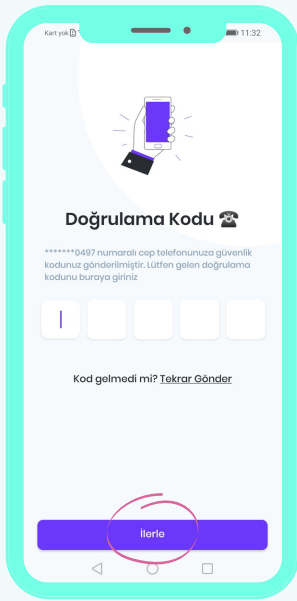 Kart yok
11:32
Doğrulama Kodu ☎
*******0497 numaralı cep telefonunuza güvenlik
kodunuz gönderilmiştir. Lütfen gelen doğrulama
kodunu buraya giriniz
Kod gelmedi mi? Tekrar Gönder
İlerle